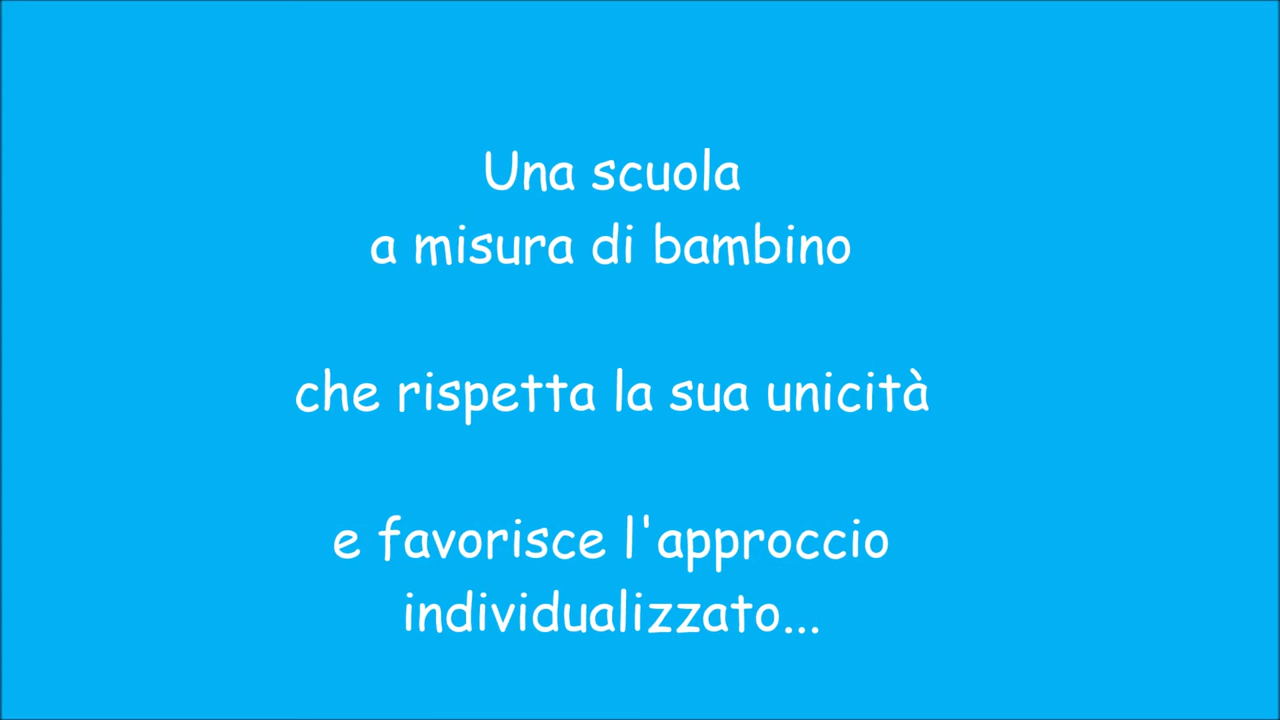 Una scuola
a misura di bambino
che rispetta la sua unicità
e favorisce l'approccio
individualizzato...